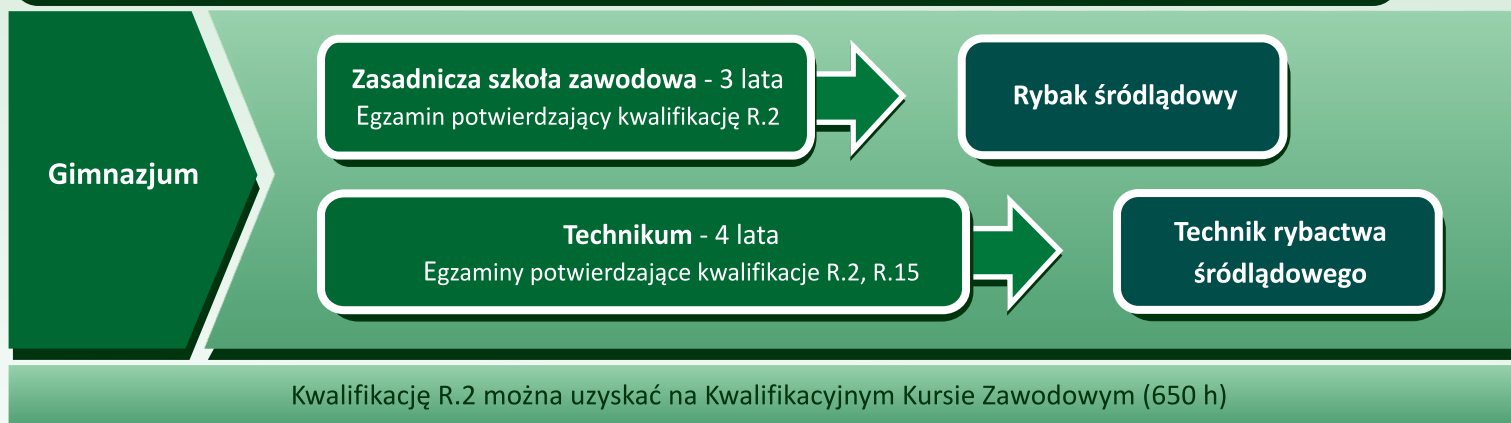 Gimnazjum
Zasadnicza szkoła zawodowa - 3 lata
Egzamin potwierdzający kwalifikację R.2
Rybak śródlądowy
Technikum - 4 lata
Egzaminy potwierdzające kwalifikacje R.2, R.15
Technik rybactwa
śródlądowego
Kwalifikację R.2 można uzyskać na Kwalifikacyjnym Kursie Zawodowym (650 h)